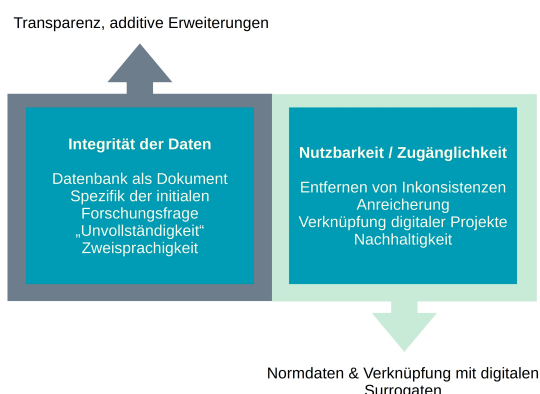 Transparenz, additive Erweiterungen
Integrität der Daten
Datenbank als Dokument
Spezifik der initialen
Forschungsfrage
„Unvollständigkeit“
Zweisprachigkeit
Nutzbarkeit / Zugänglichkeit
Entfernen von Inkonsistenzen
Anreicherung
Verknüpfung digitaler Projekte
Nachhaltigkeit
Normdaten & Verknüpfung mit digitalen
Surrogaten